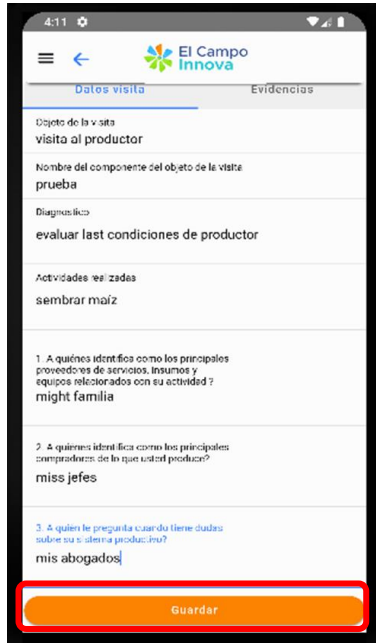 4:11
El Campo
Innova
Datos visita
Evidencias
Objeto de la visita
visita al productor
Nombre del componente del objeto de la visita
prueba
Diagnostico
evaluar last condiciones de productor
Actividades realizadas
sembrar maíz
1. A quiénes identifica como los principales
proveedores de servicios, insumos y
equipos relacionados con su actividad ?
might familia
2. A quiénes identifica como los principales
compradores de lo que usted produce?
miss jefes
3. A quién le pregunta cuando tiene dudas
sobre su sistema productivo?
mis abogados
Guardar